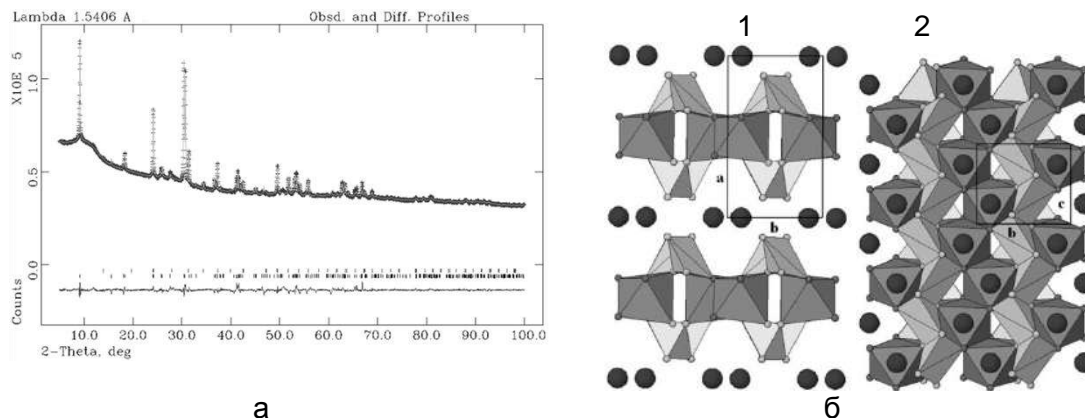 Lambda 1.5406 A Obsd. and Diff. Profiles
X10E 5
1.0
0.5
0.0
Counts
10.0 20.0 30.0 40.0 50.0 60.0 70.0 80.0 90.0 100.0
2-Theta, deg
а
1 2
a
b
c
b
б